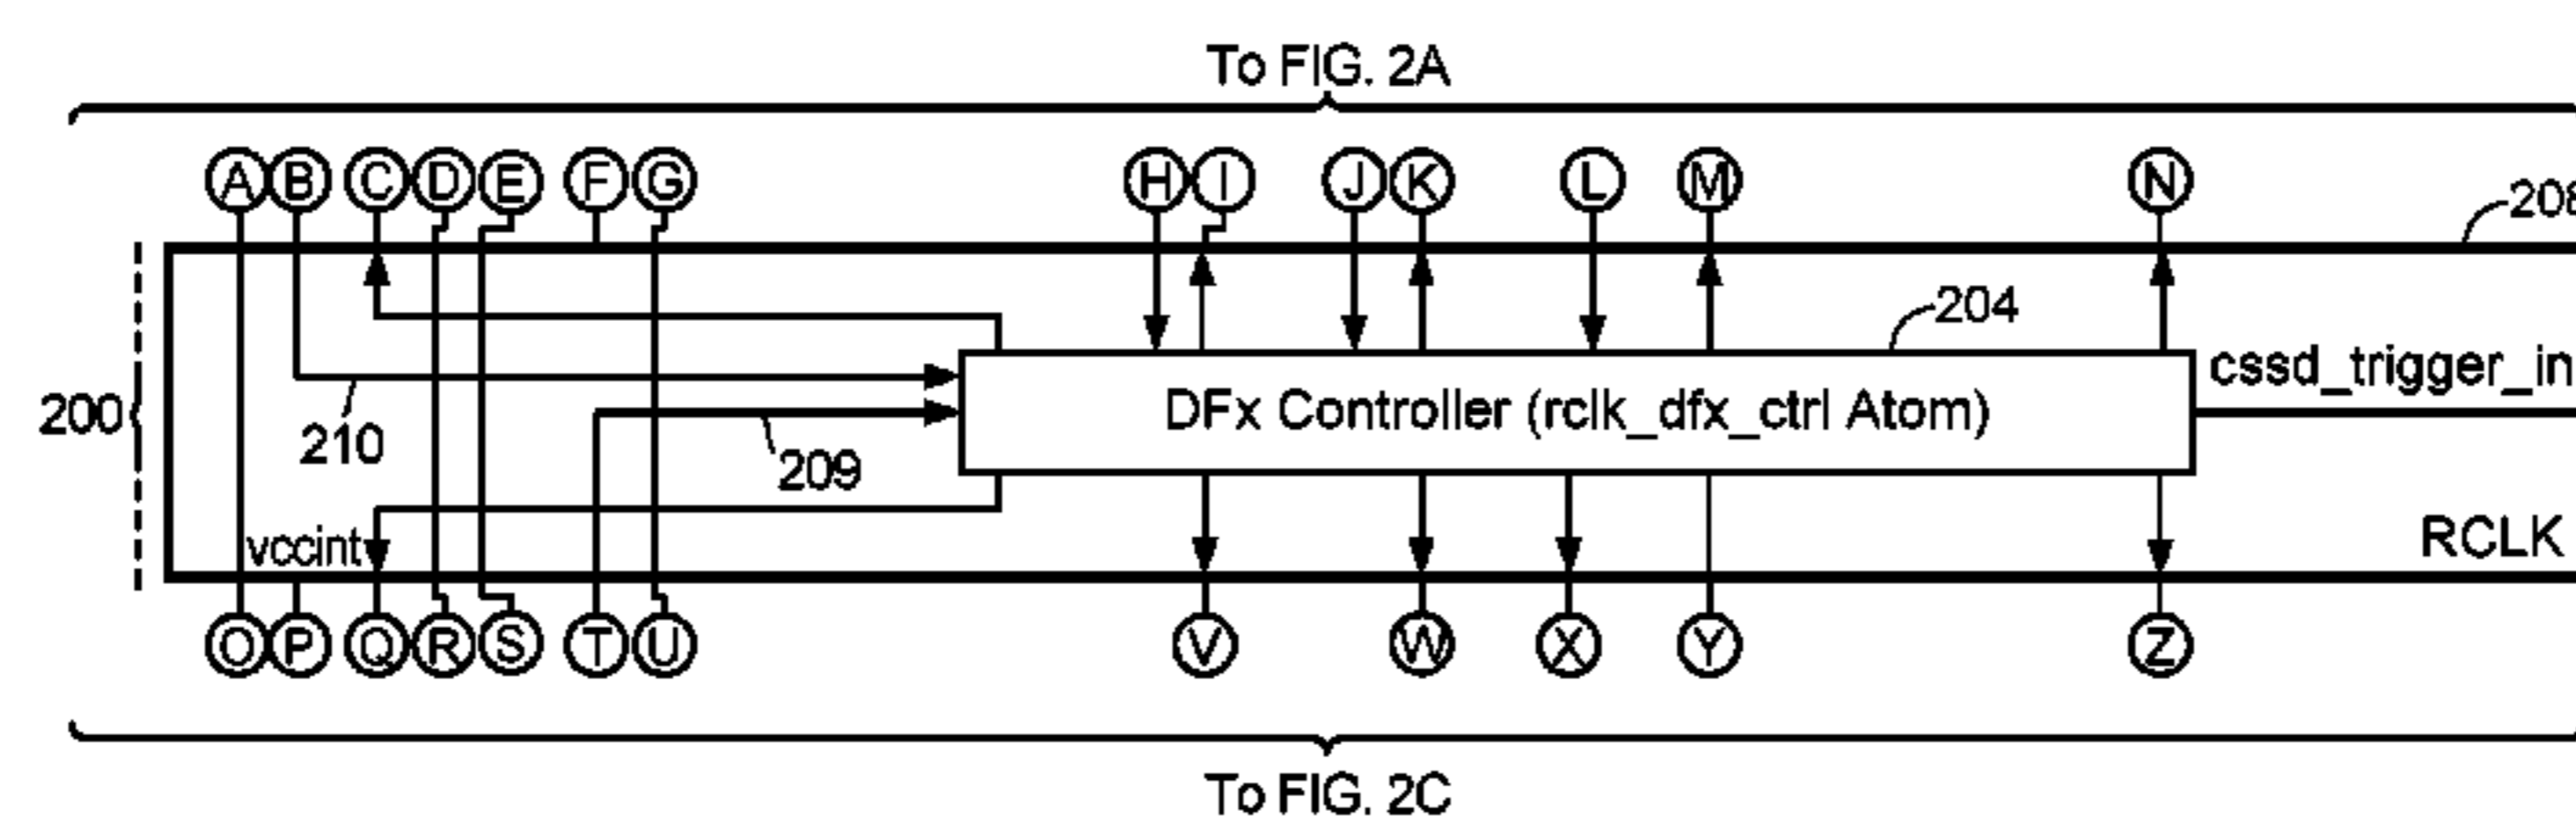 To FIG. 2A
A B C D E F G H I J K L M N
208
204
cssd_trigger_in
200
210
DFx Controller (rclk_dfx_ctrl Atom)
209
vccint
RCLK
O P Q R S T U V W X Y Z
To FIG. 2C